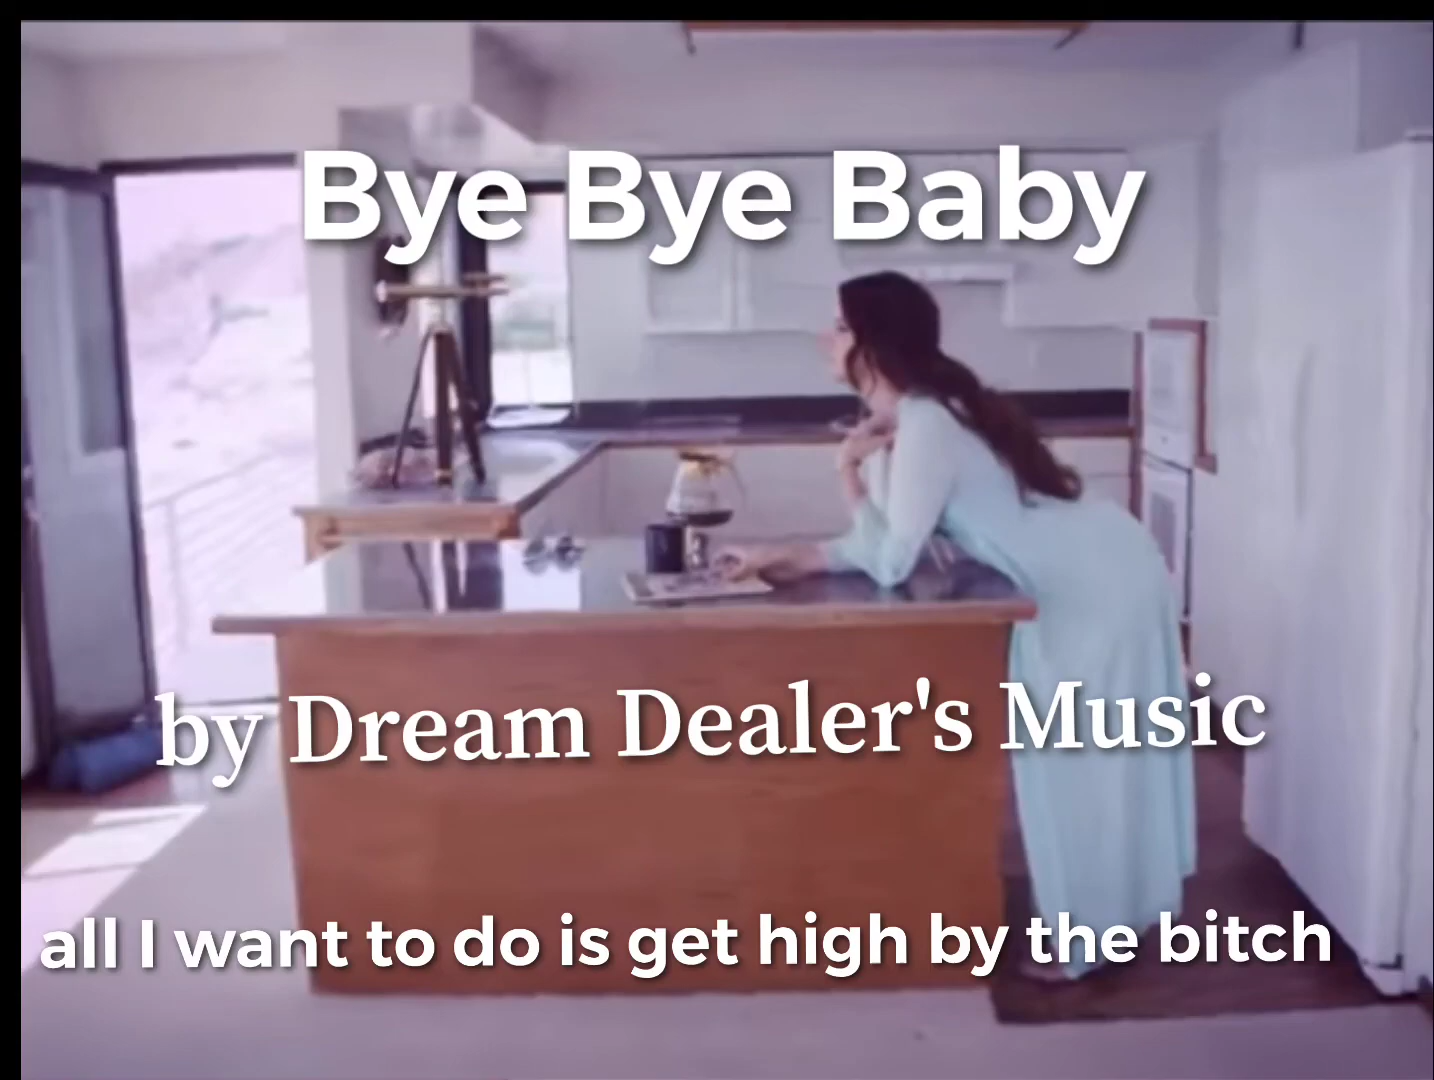 Bye Bye Baby
by Dream Dealer's Music
all I want to do is get high by the bitch